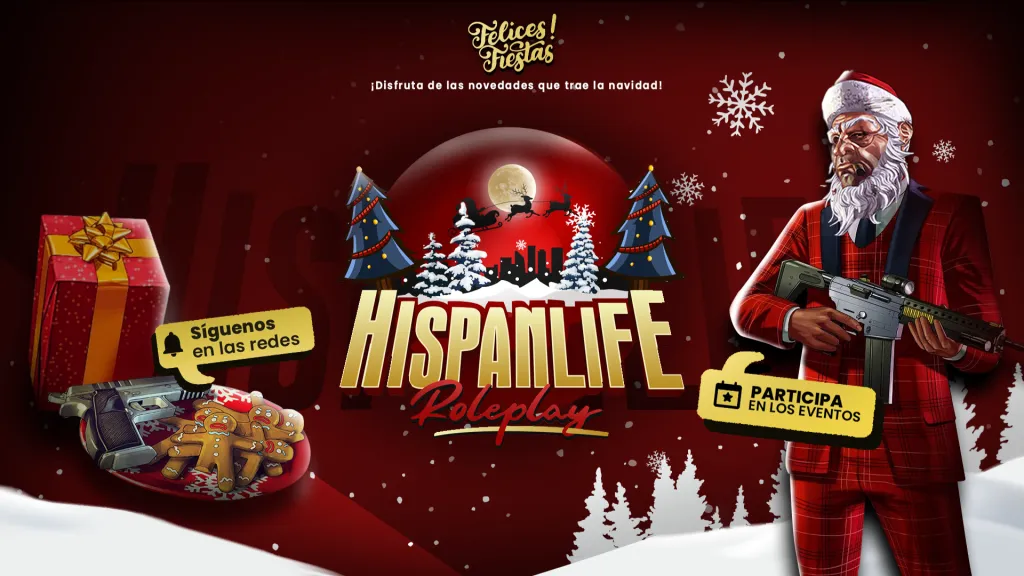 Felices!
Fiestas
¡Disfruta de las novedades que trae la navidad!
HISPANLIFE
Roleplay
Síguenos
en las redes
PARTICIPA
EN LOS EVENTOS
HISPANLIFE